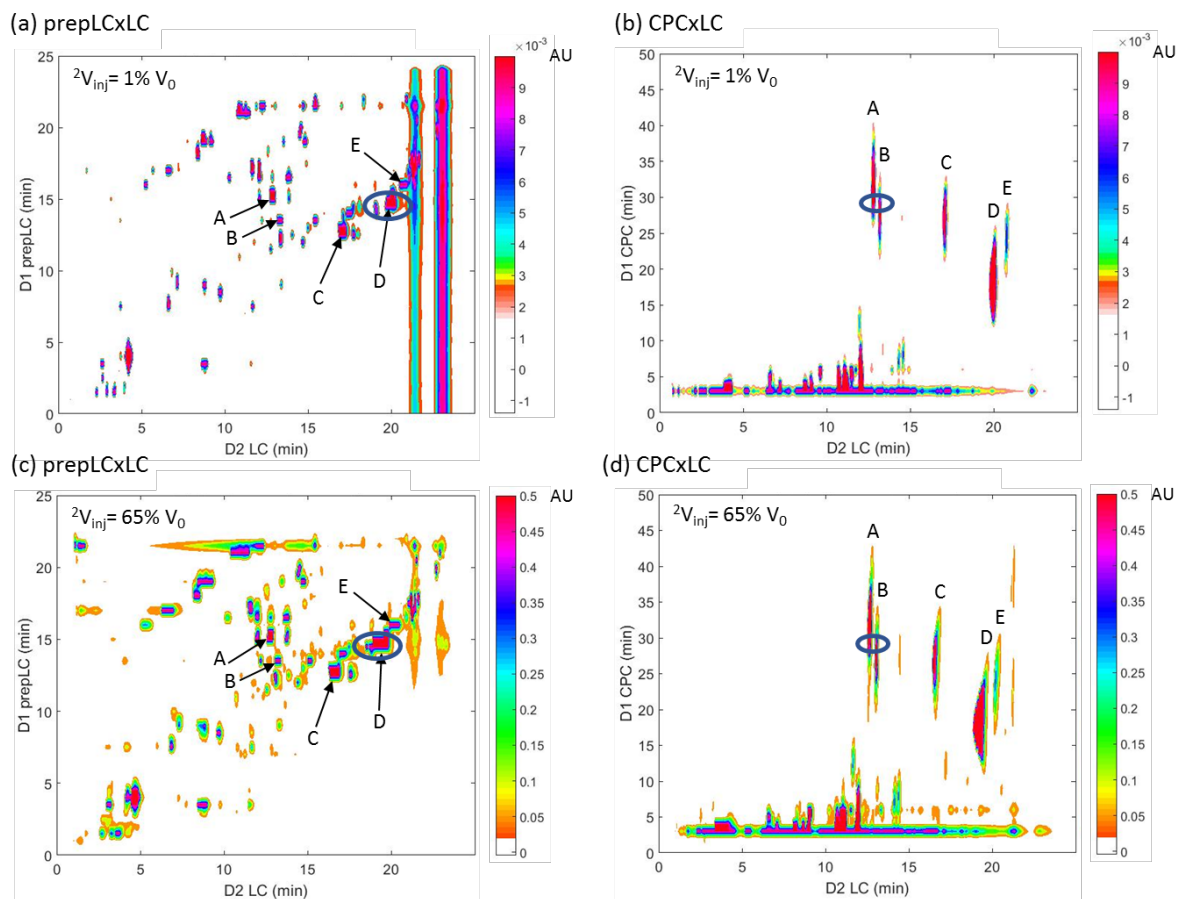 (a) prepLCxLC
²Vinj= 1% V0
25
20
15
10
5
0
D1 prepLC (min)
0 5 10 15 20
D2 LC (min)
A
B
C
D
E
×10⁻³
AU
9
8
7
6
5
4
3
2
1
0
-1
(b) CPCxLC
²Vinj= 1% V0
50
45
40
35
30
25
20
15
10
5
0
D1 CPC (min)
0 5 10 15 20
D2 LC (min)
A
B
C
D
E
×10⁻³
AU
9
8
7
6
5
4
3
2
1
0
-1
(c) prepLCxLC
²Vinj= 65% V0
25
20
15
10
5
0
D1 prepLC (min)
0 5 10 15 20
D2 LC (min)
A
B
C
D
E
AU
0.5
0.45
0.4
0.35
0.3
0.25
0.2
0.15
0.1
0.05
0
(d) CPCxLC
²Vinj= 65% V0
50
45
40
35
30
25
20
15
10
5
0
D1 CPC (min)
0 5 10 15 20
D2 LC (min)
A
B
C
D
E
AU
0.5
0.45
0.4
0.35
0.3
0.25
0.2
0.15
0.1
0.05
0